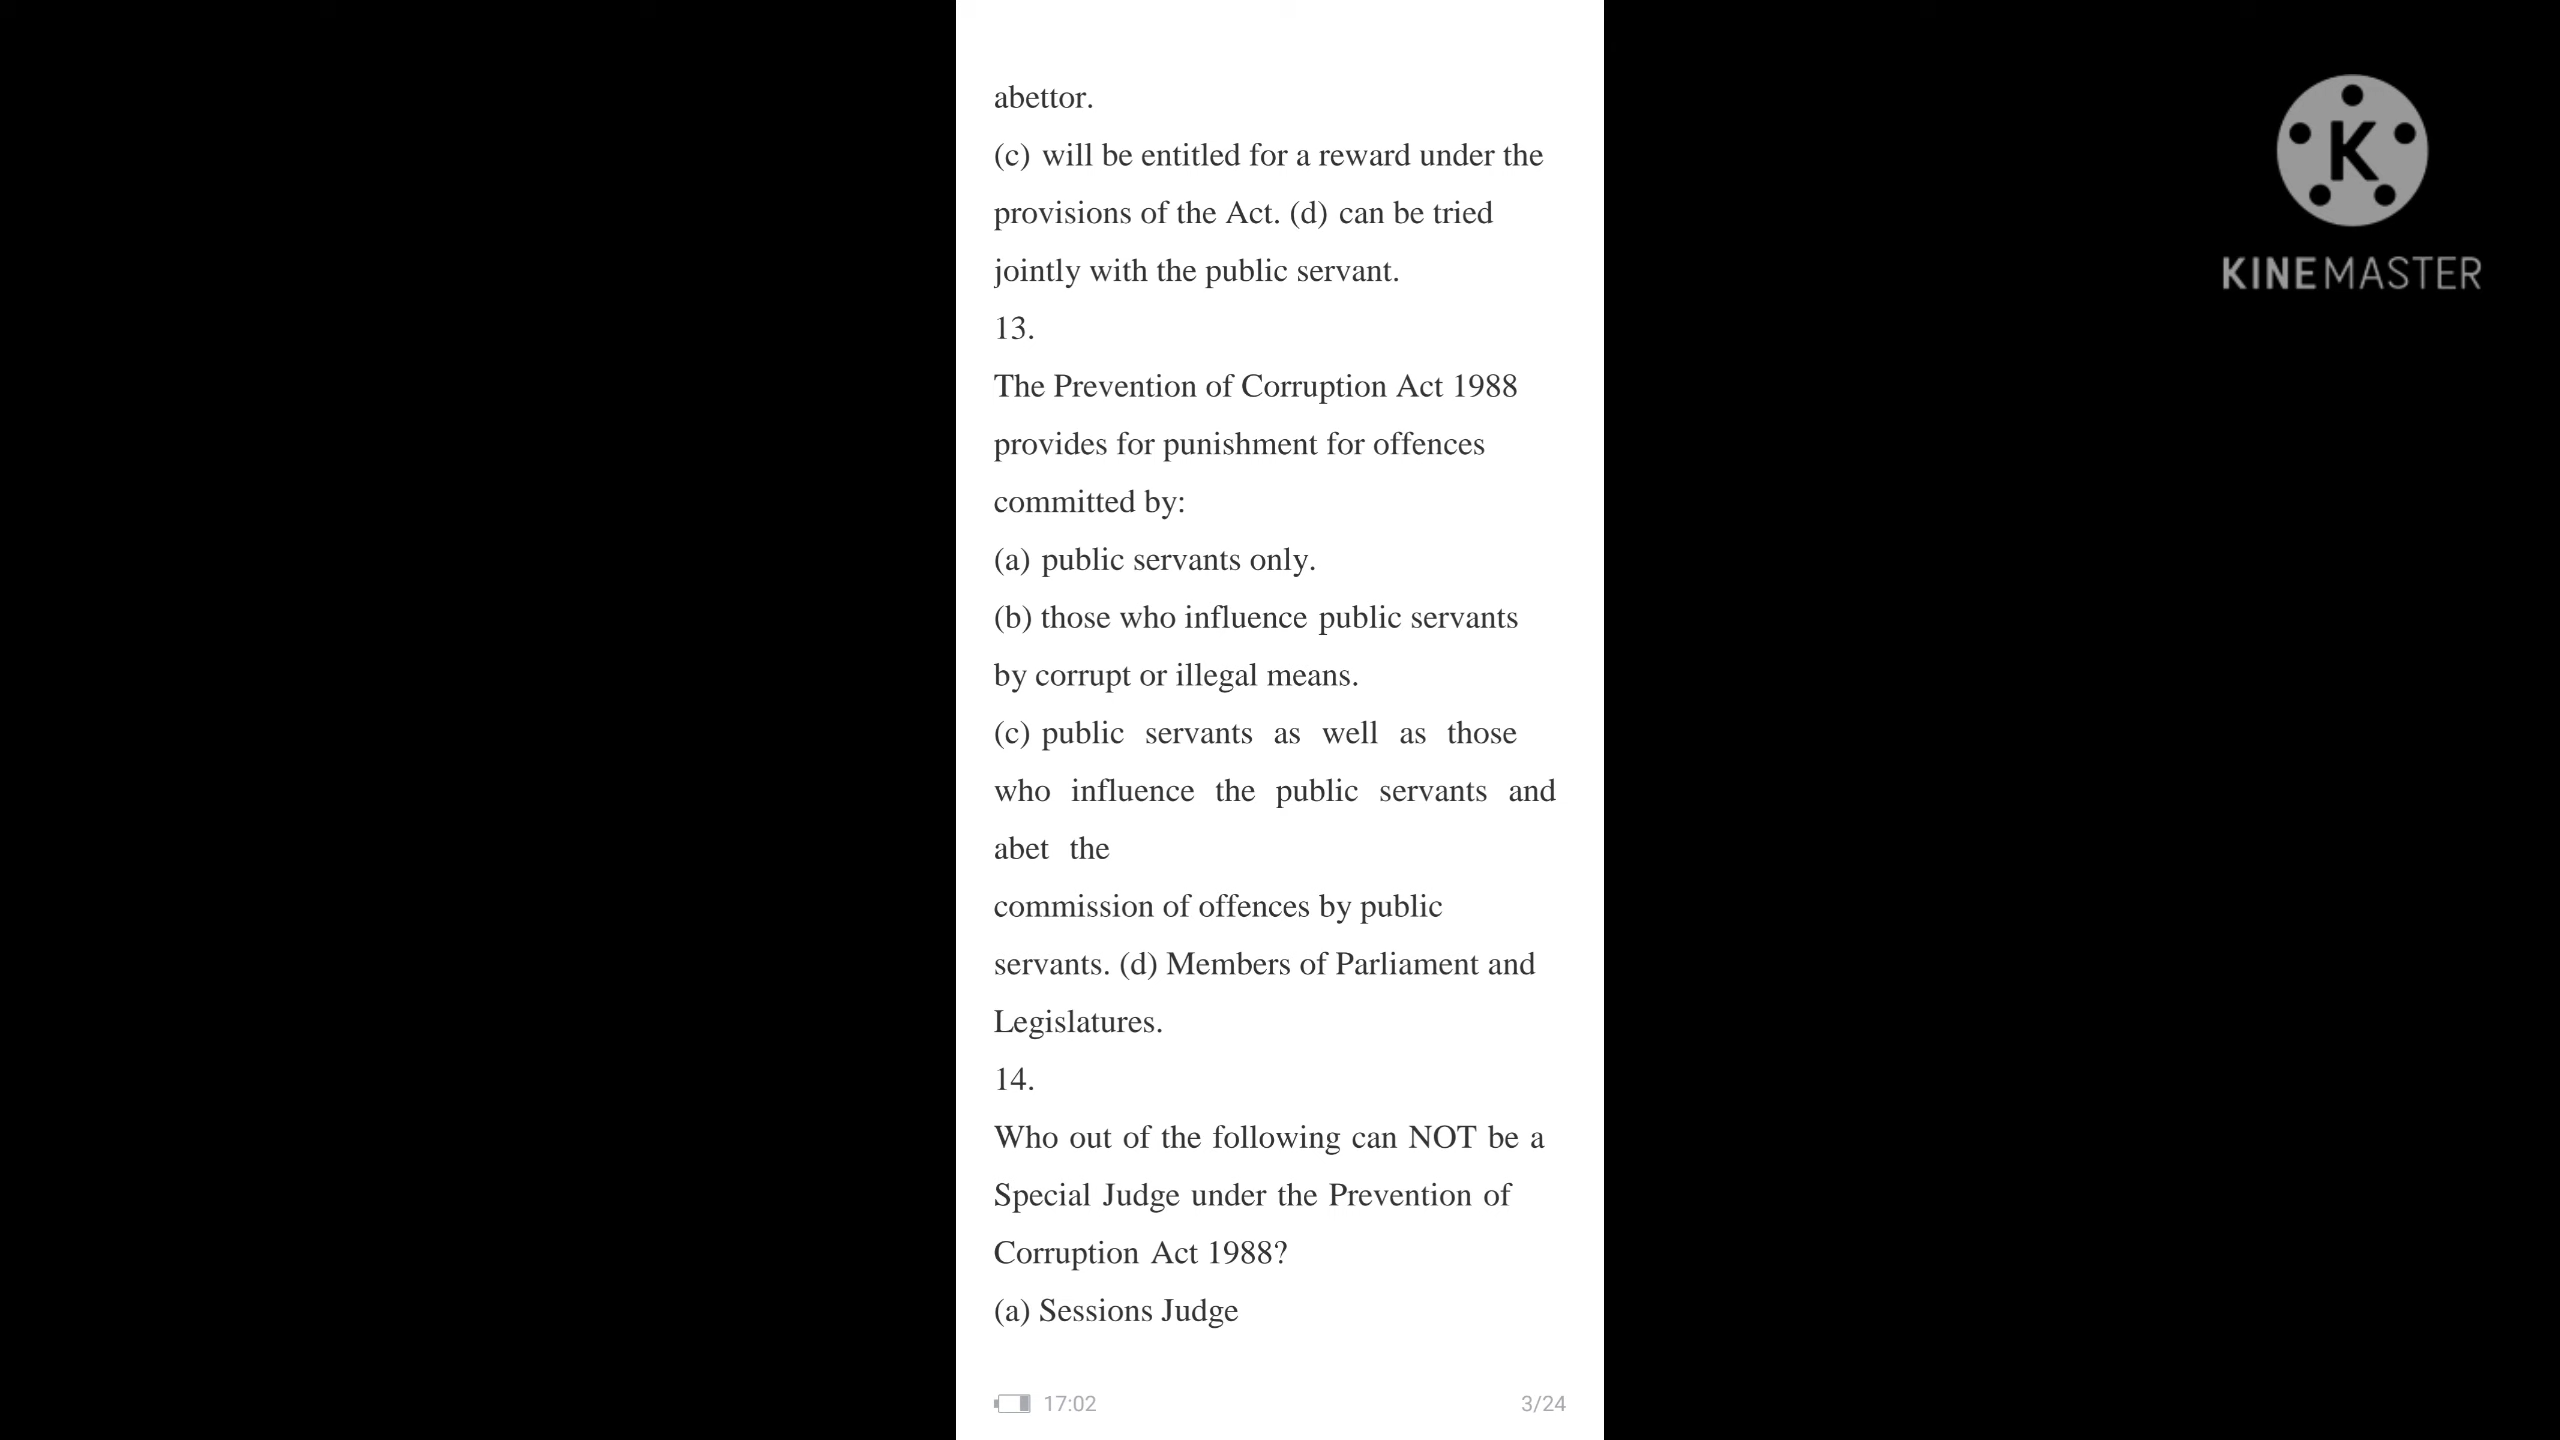 abettor.
(c) will be entitled for a reward under the
provisions of the Act. (d) can be tried
jointly with the public servant.
13.
The Prevention of Corruption Act 1988
provides for punishment for offences
committed by:
(a) public servants only.
(b) those who influence public servants
by corrupt or illegal means.
(c) public servants as well as those
who influence the public servants and
abet the
commission of offences by public
servants. (d) Members of Parliament and
Legislatures.
14.
Who out of the following can NOT be a
Special Judge under the Prevention of
Corruption Act 1988?
(a) Sessions Judge
17:02 3/24
K
KINEMASTER